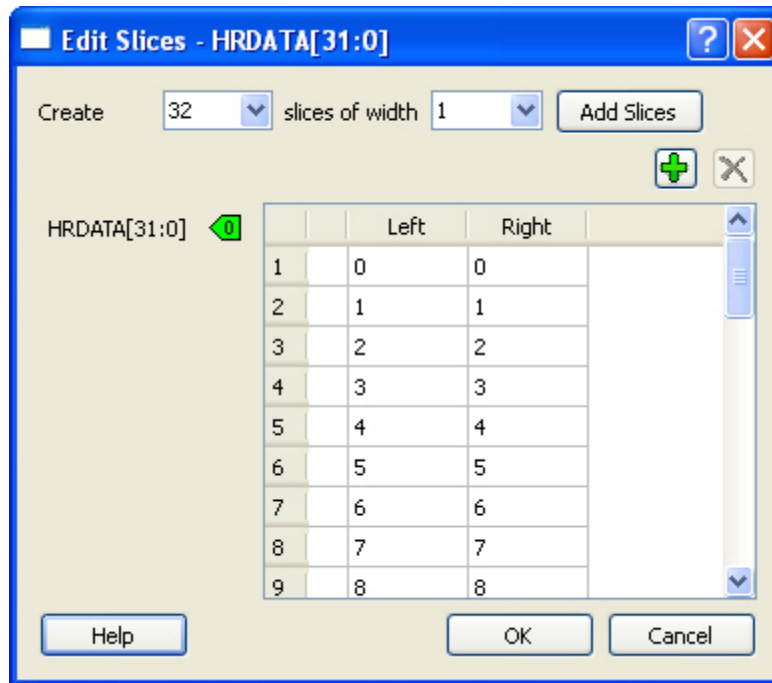 Edit Slices - HRDATA[31:0]
Create 32 slices of width 1 Add Slices
HRDATA[31:0] 0
Left Right
1 0 0
2 1 1
3 2 2
4 3 3
5 4 4
6 5 5
7 6 6
8 7 7
9 8 8
Help OK Cancel